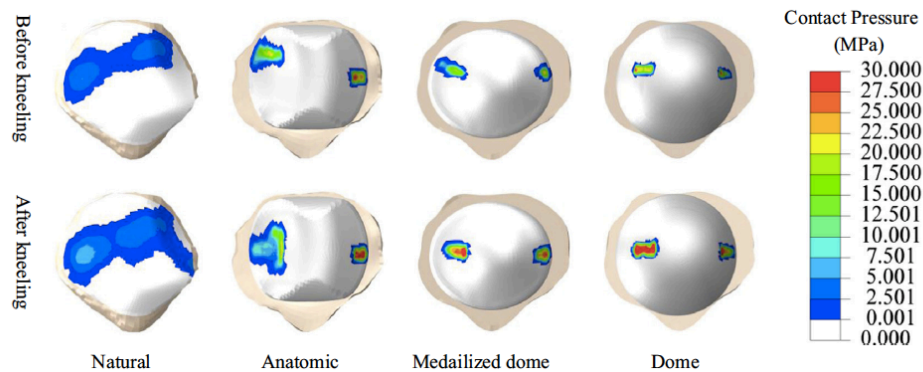 Before kneeling
After kneeling
Natural
Anatomic
Medailized dome
Dome
Contact Pressure
(MPa)
30.000
27.500
25.000
22.500
20.000
17.500
15.000
12.501
10.001
7.501
5.001
2.501
0.001
0.000